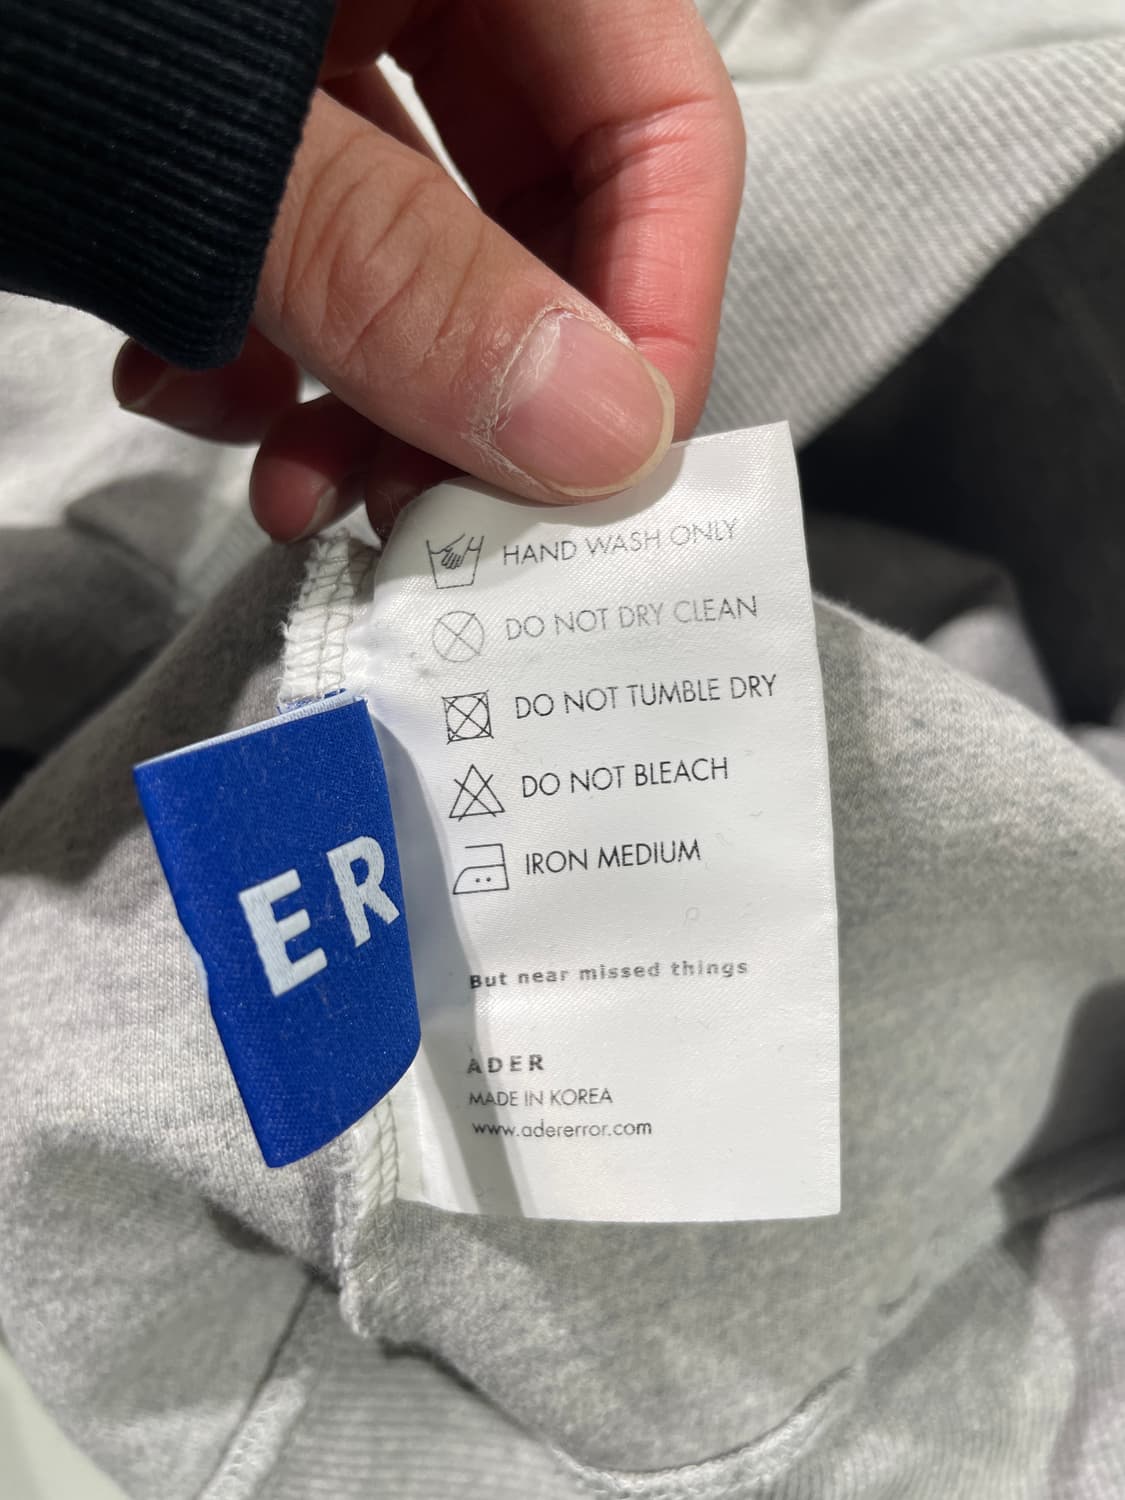 HAND WASH ONLY
DO NOT DRY CLEAN
DO NOT TUMBLE DRY
DO NOT BLEACH
IRON MEDIUM
But near missed things
ADER
MADE IN KOREA
www.adererror.com
ER